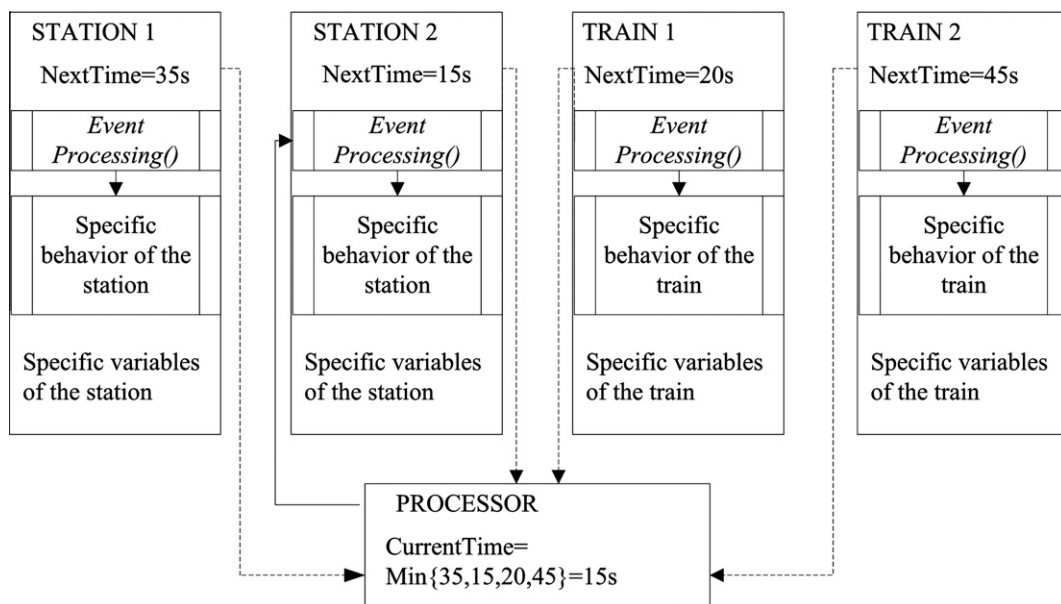 STATION 1
NextTime=35s
Event
Processing()
Specific
behavior of the
station
Specific variables
of the station
STATION 2
NextTime=15s
Event
Processing()
Specific
behavior of the
station
Specific variables
of the station
TRAIN 1
NextTime=20s
Event
Processing()
Specific
behavior of the
train
Specific variables
of the train
TRAIN 2
NextTime=45s
Event
Processing()
Specific
behavior of the
train
Specific variables
of the train
PROCESSOR
CurrentTime=
Min{35,15,20,45}=15s